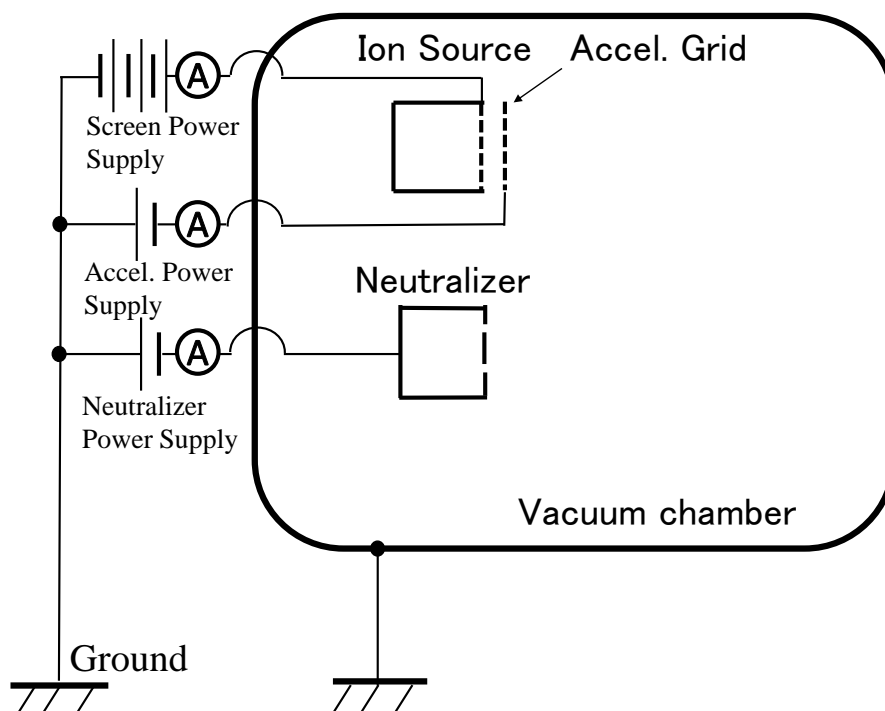 Ion Source
Accel. Grid
A
Screen Power
Supply
A
Accel. Power
Supply
Neutralizer
A
Neutralizer
Power Supply
Vacuum chamber
Ground